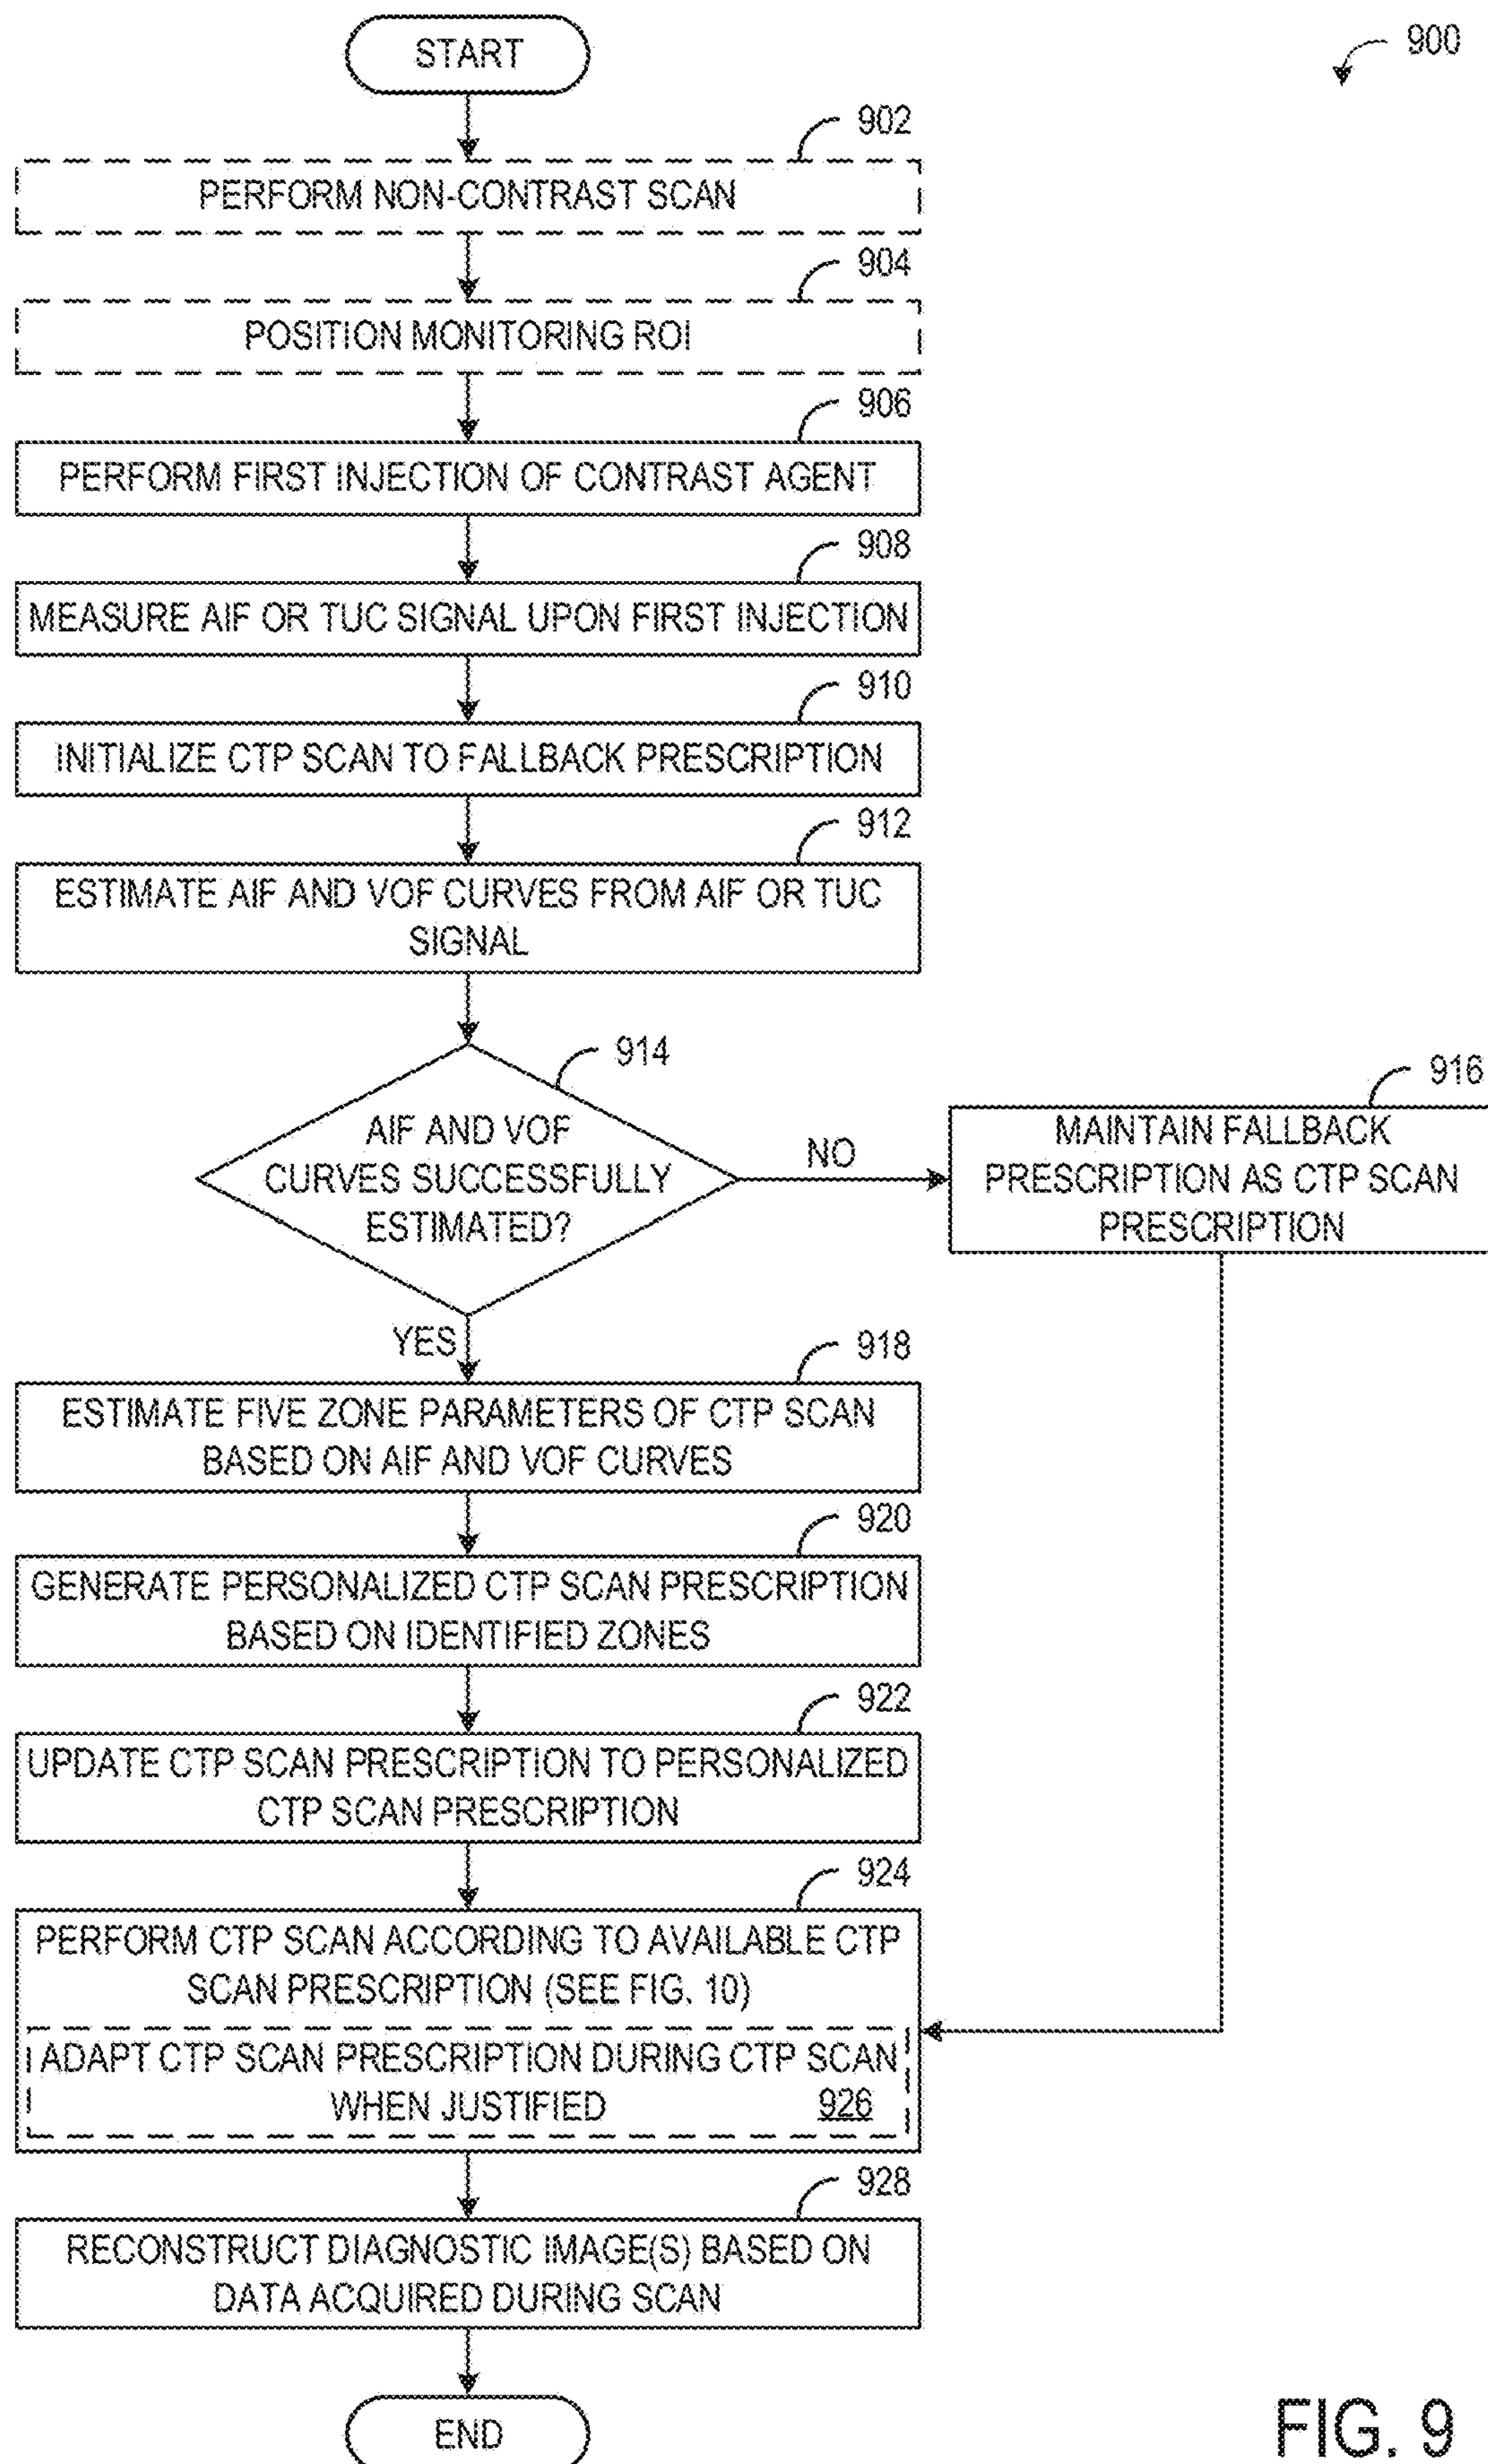 START
900
902
PERFORM NON-CONTRAST SCAN
904
POSITION MONITORING ROI
906
PERFORM FIRST INJECTION OF CONTRAST AGENT
908
MEASURE AIF OR TUC SIGNAL UPON FIRST INJECTION
910
INITIALIZE CTP SCAN TO FALLBACK PRESCRIPTION
912
ESTIMATE AIF AND VOF CURVES FROM AIF OR TUC
SIGNAL
914
AIF AND VOF
CURVES SUCCESSFULLY
ESTIMATED?
NO
916
MAINTAIN FALLBACK
PRESCRIPTION AS CTP SCAN
PRESCRIPTION
YES
918
ESTIMATE FIVE ZONE PARAMETERS OF CTP SCAN
BASED ON AIF AND VOF CURVES
920
GENERATE PERSONALIZED CTP SCAN PRESCRIPTION
BASED ON IDENTIFIED ZONES
922
UPDATE CTP SCAN PRESCRIPTION TO PERSONALIZED
CTP SCAN PRESCRIPTION
924
PERFORM CTP SCAN ACCORDING TO AVAILABLE CTP
SCAN PRESCRIPTION (SEE FIG. 10)
ADAPT CTP SCAN PRESCRIPTION DURING CTP SCAN
WHEN JUSTIFIED 926
928
RECONSTRUCT DIAGNOSTIC IMAGE(S) BASED ON
DATA ACQUIRED DURING SCAN
END
FIG. 9